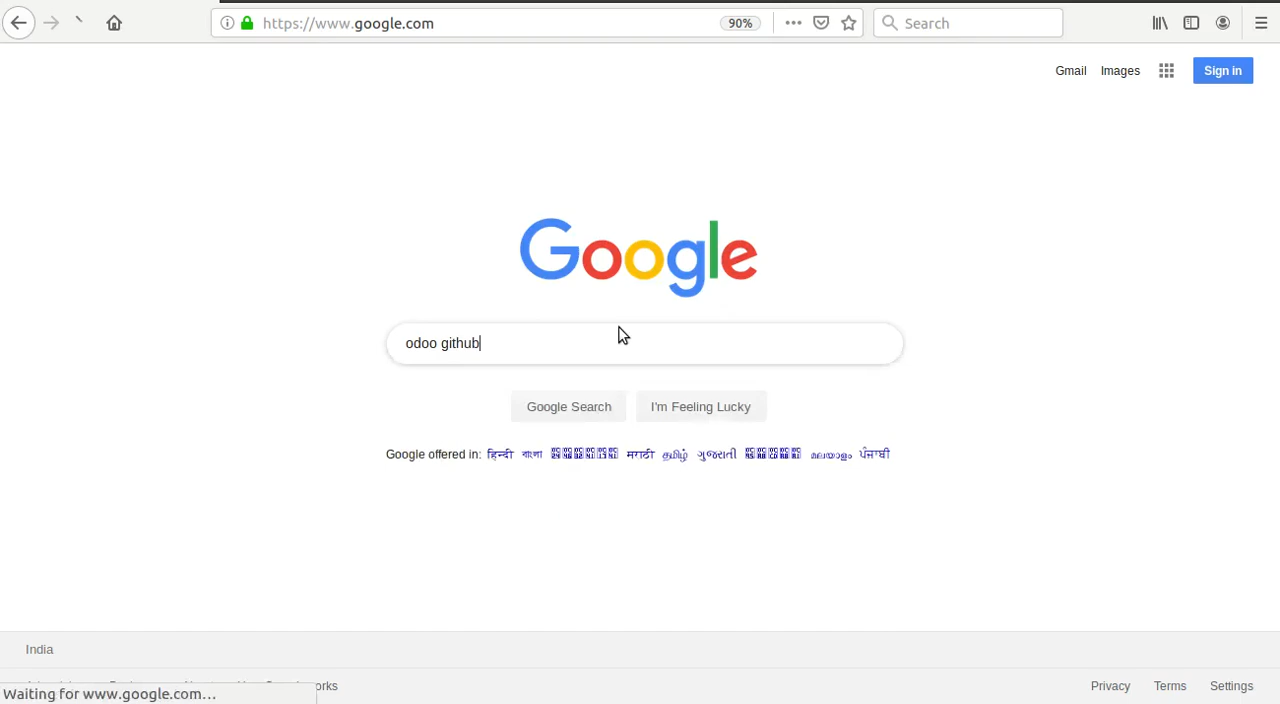 https://www.google.com
90%
Search
Gmail Images Sign in
Google
odoo github
Google Search I'm Feeling Lucky
Google offered in: हिन्दी বাংলা मराठी தமிழ் ગુજરાતી മലയാളം ਪੰਜਾਬੀ
India
Waiting for www.google.com...
Privacy Terms Settings